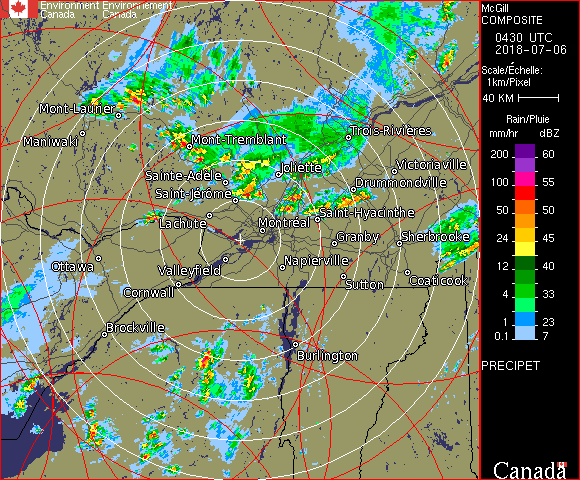 Environment Environnement
Canada Canada
McGill
COMPOSITE
0430 UTC
2018-07-06
Scale/Échelle:
1km/Pixel
40 KM
Rain/Pluie
mm/hr dBZ
200 60
100 55
50 50
24 45
12 40
4 33
1 23
0.1 7
PRECIPET
Canada
Mont-Laurier
Maniwaki
Mont-Tremblant
Trois-Rivières
Sainte-Adèle
Joliette
Victoriaville
Saint-Jérôme
Drummondville
Lachute
Saint-Hyacinthe
Montréal
Granby
Sherbrooke
Ottawa
Valleyfield
Napierville
Cornwall
Sutton
Coaticook
Brockville
Burlington